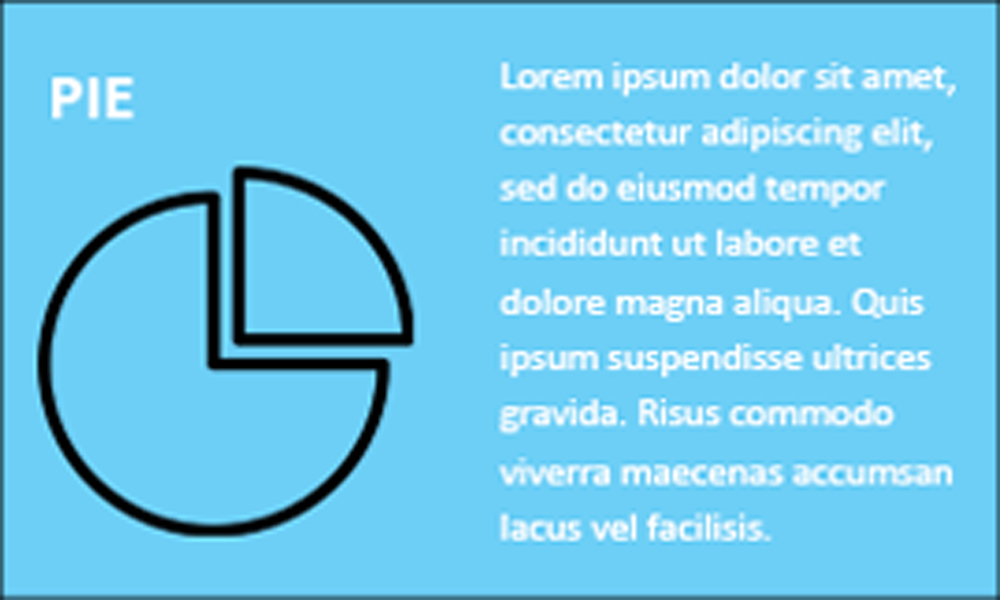 PIE
Lorem ipsum dolor sit amet,
consectetur adipiscing elit,
sed do eiusmod tempor
incididunt ut labore et
dolore magna aliqua. Quis
ipsum suspendisse ultrices
gravida. Risus commodo
viverra maecenas accumsan
lacus vel facilisis.